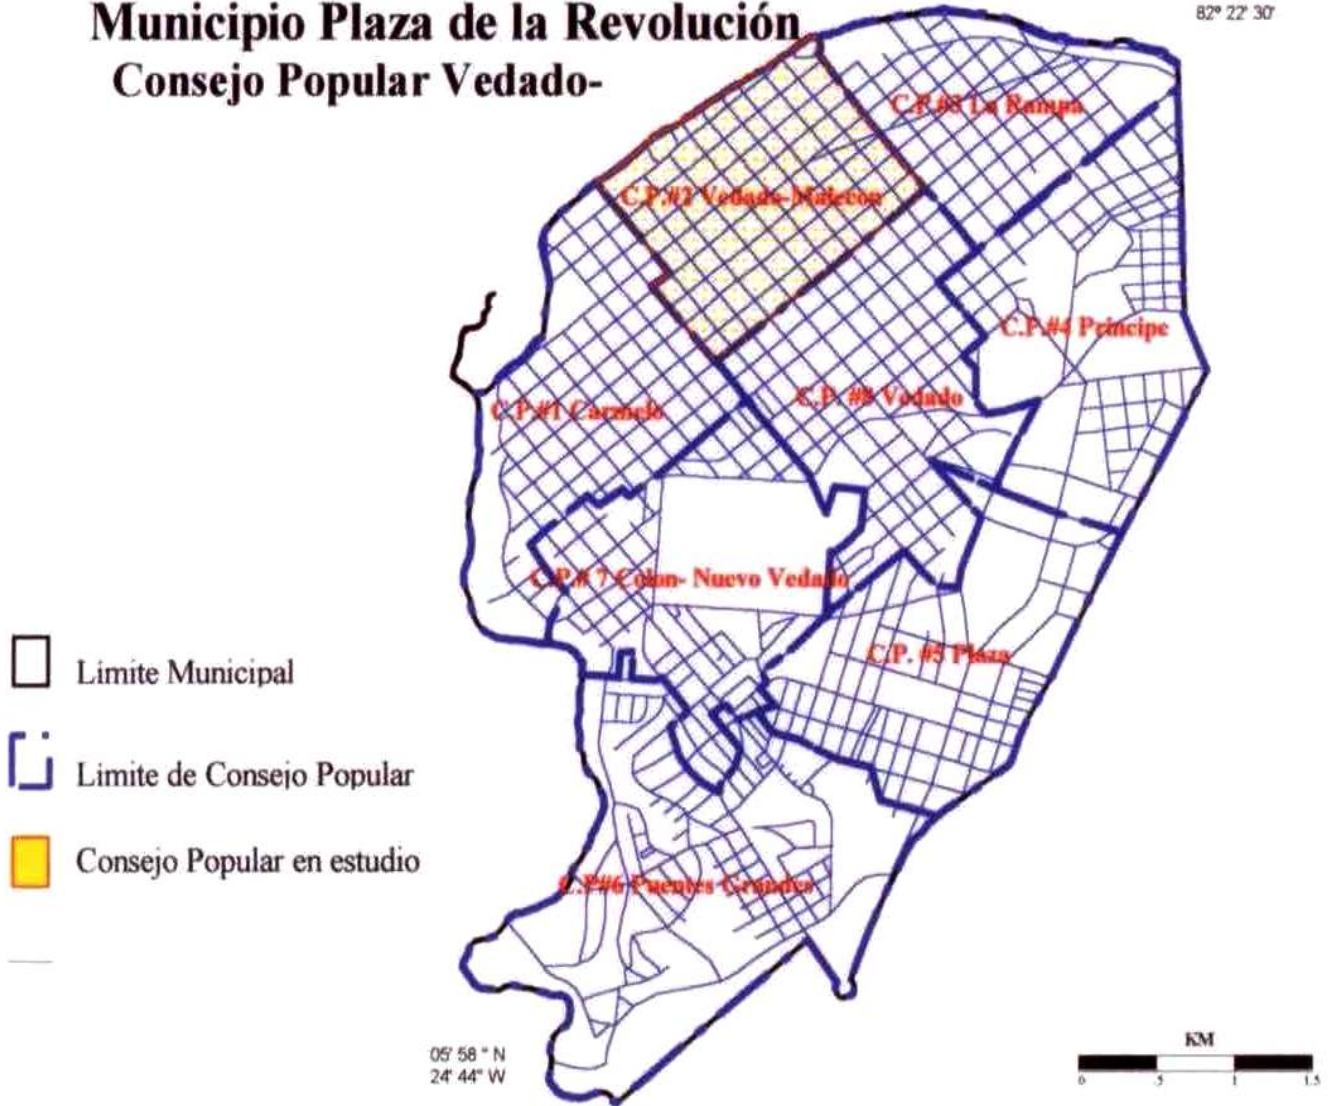 Municipio Plaza de la Revolución
Consejo Popular Vedado-
82º 22' 30'
C.P.#3 La Rampa
C.P.#2 Vedado-Malecon
C.P.#4 Principe
C.P. #8 Vedado
C.P.#1 Carmelo
C.P.# 7 Colon- Nuevo Vedado
C.P. #5 Plaza
Limite Municipal
Limite de Consejo Popular
Consejo Popular en estudio
C.P#6 Puentes Grandes
05' 58 " N
24' 44" W
KM
0 .5 1 1.5